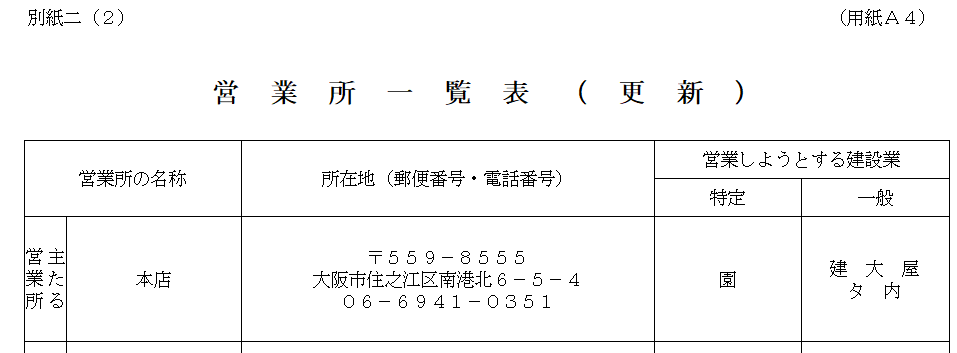 別紙二（２）
（用紙Ａ４）
営業所一覧表（更新）
営業所の名称
所在地（郵便番号・電話番号）
営業しようとする建設業
特定
一般
主たる
営業所
本店
〒５５９－８５５５
大阪市住之江区南港北６－５－４
０６－６９４１－０３５１
園
建　大　屋
タ　内